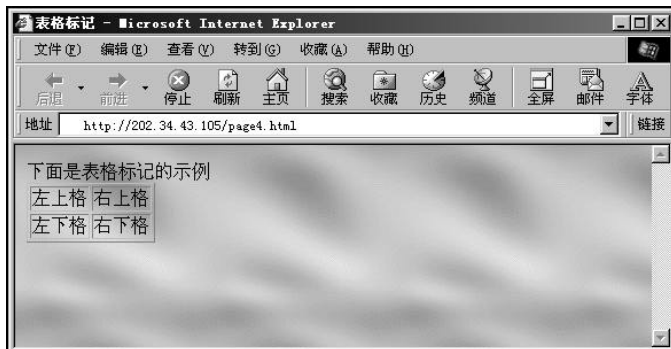 表格标记 - Microsoft Internet Explorer
文件(F) 编辑(E) 查看(V) 转到(G) 收藏(A) 帮助(H)
后退 前进 停止 刷新 主页 搜索 收藏 历史 频道 全屏 邮件 字体
地址 http://202.34.43.105/page4.html 链接
下面是表格标记的示例
左上格 右上格
左下格 右下格